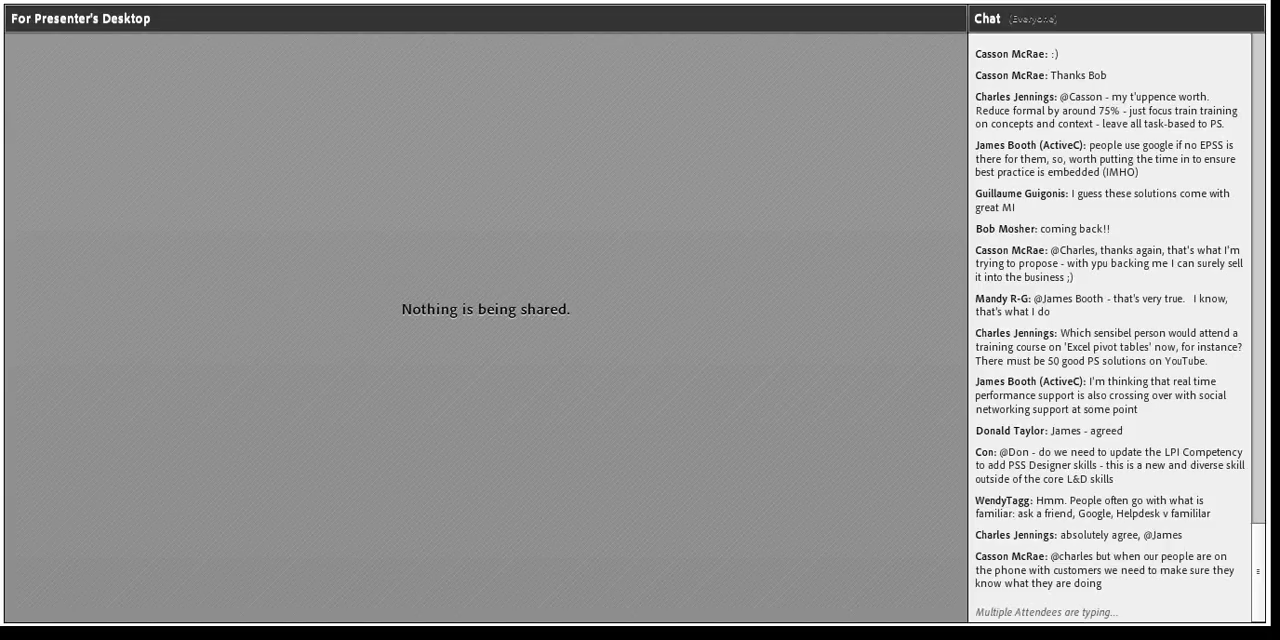 For Presenter's Desktop
Chat (Everyone)
Nothing is being shared.
Casson McRae: :)
Casson McRae: Thanks Bob
Charles Jennings: @Casson - my t'uppence worth.
Reduce formal by around 75% - just focus train training
on concepts and context - leave all task-based to PS.
James Booth (ActiveC): people use google if no EPSS is
there for them, so, worth putting the time in to ensure
best practice is embedded (IMHO)
Guillaume Guigonis: I guess these solutions come with
great MI
Bob Mosher: coming back!!
Casson McRae: @Charles, thanks again, that's what I'm
trying to propose - with ypu backing me I can surely sell
it into the business ;)
Mandy R-G: @James Booth - that's very true. I know,
that's what I do
Charles Jennings: Which sensibel person would attend a
training course on 'Excel pivot tables' now, for instance?
There must be 50 good PS solutions on YouTube.
James Booth (ActiveC): I'm thinking that real time
performance support is also crossing over with social
networking support at some point
Donald Taylor: James - agreed
Con: @Don - do we need to update the LPI Competency
to add PSS Designer skills - this is a new and diverse skill
outside of the core L&D skills
WendyTagg: Hmm. People often go with what is
familiar: ask a friend, Google, Helpdesk v famililar
Charles Jennings: absolutely agree, @James
Casson McRae: @charles but when our people are on
the phone with customers we need to make sure they
know what they are doing
Multiple Attendees are typing...